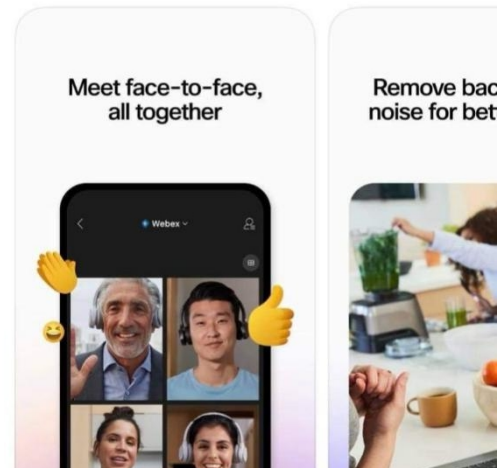 Meet face-to-face,
all together
Webex
Remove bac
noise for bet